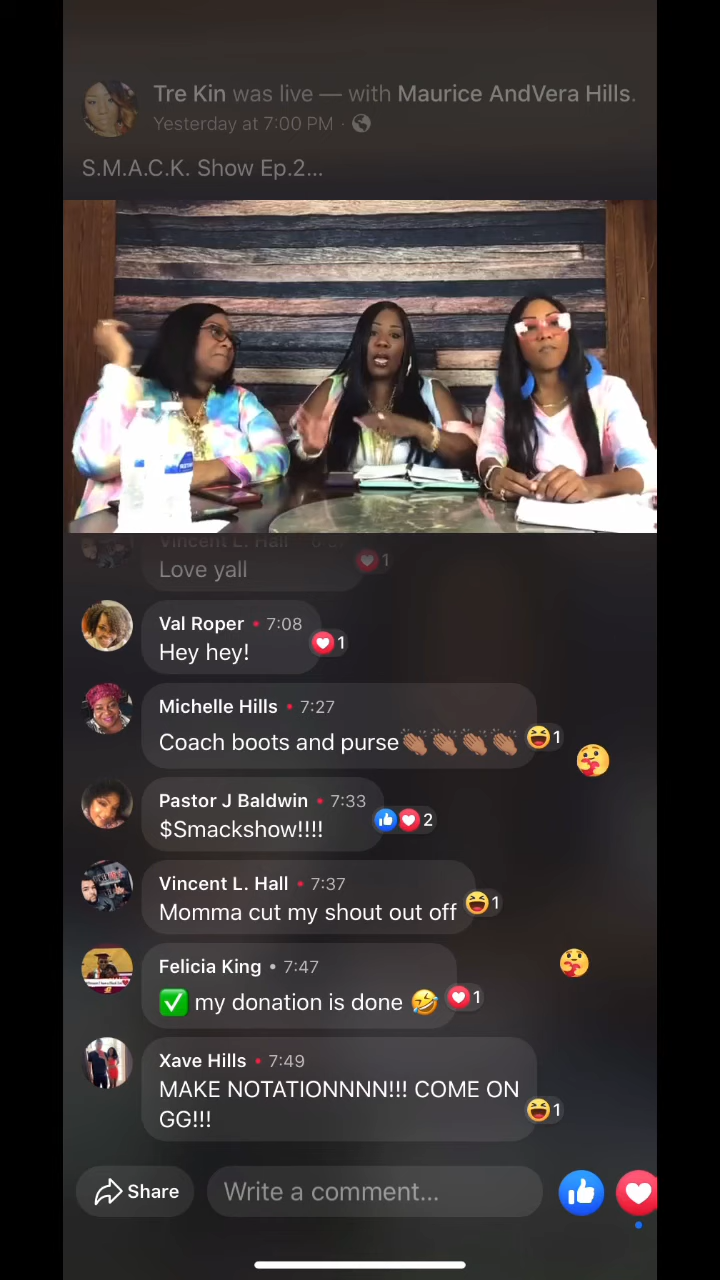 Tre Kin was live — with Maurice AndVera Hills.
Yesterday at 7:00 PM ·
S.M.A.C.K. Show Ep.2...
Vincent L. Hall
Love yall
1
Val Roper • 7:08
Hey hey!
1
Michelle Hills • 7:27
Coach boots and purse👏🏽👏🏽👏🏽👏🏽
1
Pastor J Baldwin • 7:33
$Smackshow!!!!
2
Vincent L. Hall • 7:37
Momma cut my shout out off
1
Felicia King • 7:47
✅ my donation is done 🤣
1
Xave Hills • 7:49
MAKE NOTATIONNNN!!! COME ON
GG!!!
1
Share
Write a comment...